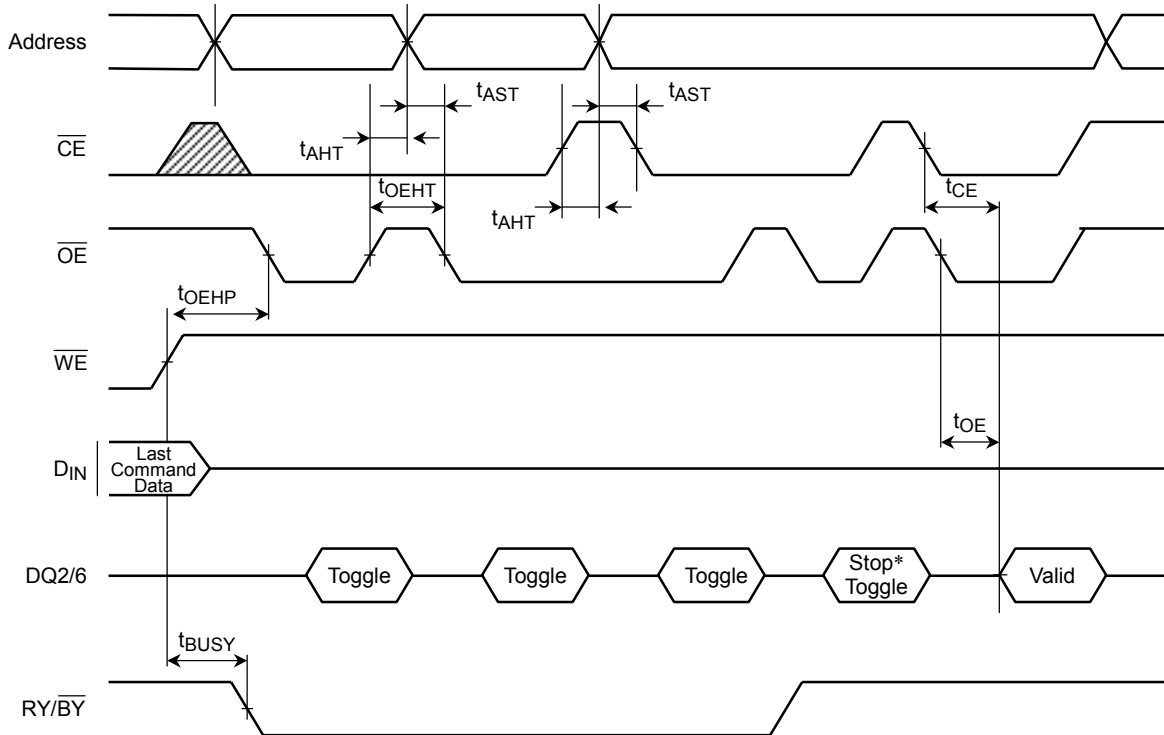 Address
tAST
tAST
CE
tAHT
tOEHT
tCE
tAHT
OE
tOEHP
WE
tOE
DIN
Last
Command
Data
DQ2/6
Toggle
Toggle
Toggle
Stop*
Toggle
Valid
tBUSY
RY/BY